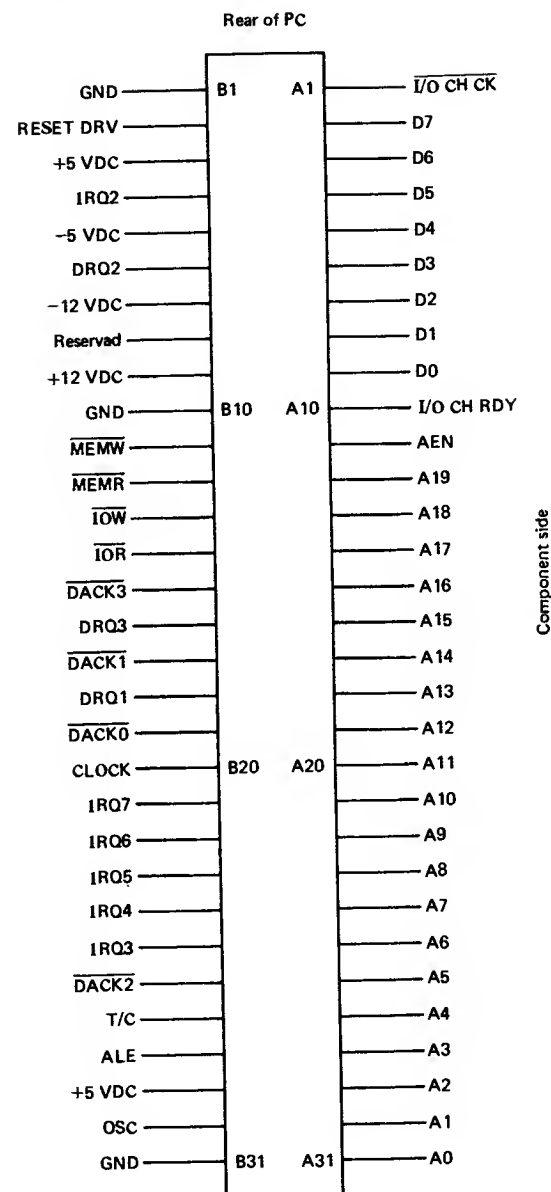 Rear of PC
GND B1 A1 I/O CH CK
RESET DRV D7
+5 VDC D6
IRQ2 D5
−5 VDC D4
DRQ2 D3
−12 VDC D2
Reservad D1
+12 VDC D0
GND B10 A10 I/O CH RDY
MEMW AEN
MEMR A19
IOW A18
IOR A17
DACK3 A16
DRQ3 A15
DACK1 A14
DRQ1 A13
DACK0 A12
CLOCK B20 A20 A11
IRQ7 A10
IRQ6 A9
IRQ5 A8
IRQ4 A7
IRQ3 A6
DACK2 A5
T/C A4
ALE A3
+5 VDC A2
OSC A1
GND B31 A31 A0
Component side